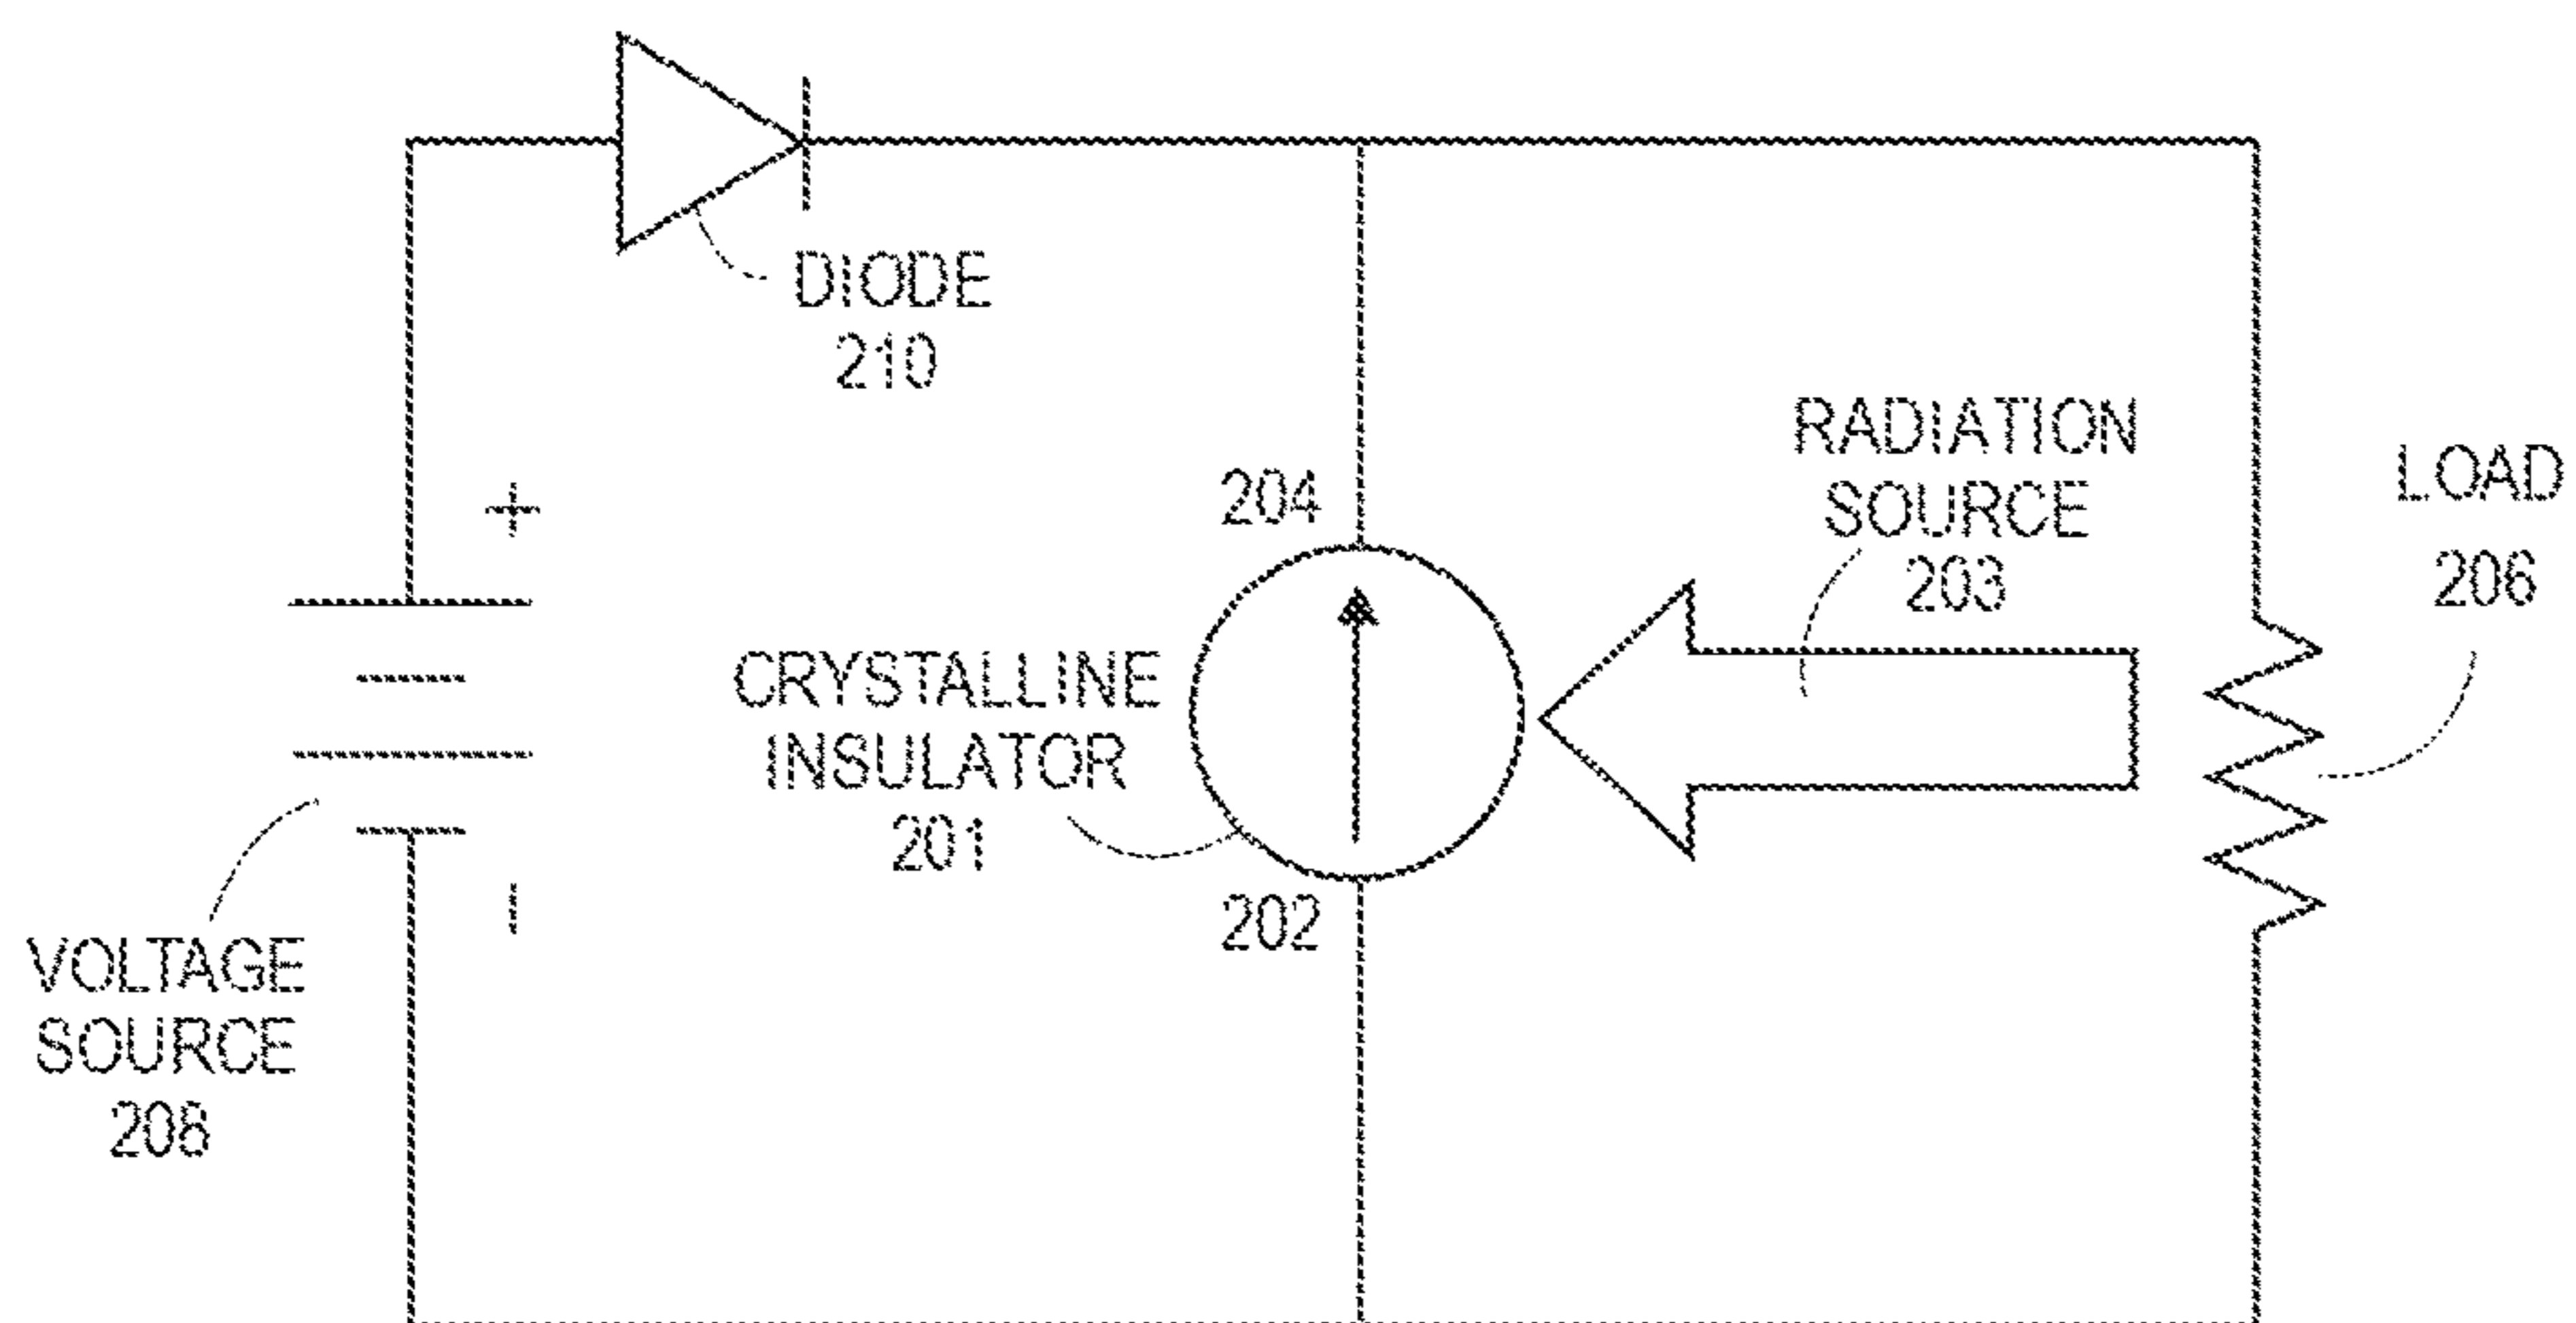 DIODE
210
+
204
RADIATION
SOURCE
203
LOAD
206
CRYSTALLINE
INSULATOR
201
202
VOLTAGE
SOURCE
208